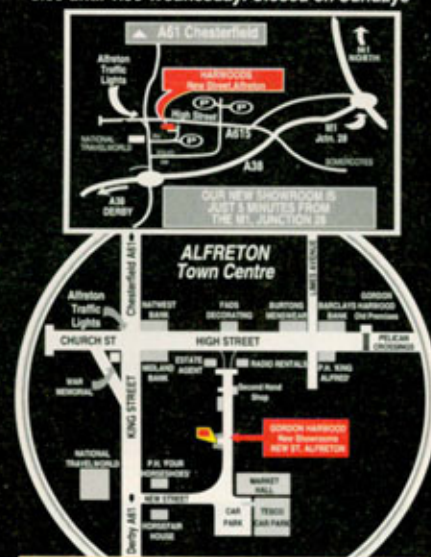 A61 Chesterfield
M1
NORTH
Alfreton
Traffic
Lights
HARWOODS
New Street, Alfreton
P
P
High Street
P
A615
NATIONAL
TRAVELWORLD
M1
Jctn. 28
SOMERCOTES
A38
A38
DERBY
OUR NEW SHOWROOM IS
JUST 5 MINUTES FROM
THE M1, JUNCTION 28
ALFRETON
Town Centre
Chesterfield A61
LIMES AVENUE
Alfreton
Traffic
Lights
NATWEST
BANK
FADS
DECORATING
BURTONS
MENSWEAR
BARCLAYS
BANK
GORDON
HARWOOD
Old Premises
CHURCH ST
HIGH STREET
PELICAN
CROSSINGS
WAR
MEMORIAL
MIDLAND
BANK
ESTATE
AGENT
RADIO RENTALS
P.H. 'KING
ALFRED'
KING STREET
Second Hand
Shop
GORDON HARWOOD
New Showrooms
NEW ST. ALFRETON
NATIONAL
TRAVELWORLD
P.H. 'FOUR
HORSESHOES'
MARKET
HALL
NEW STREET
CAR
PARK
TESCO
CAR PARK
HORSEFAIR
HOUSE
Derby A61